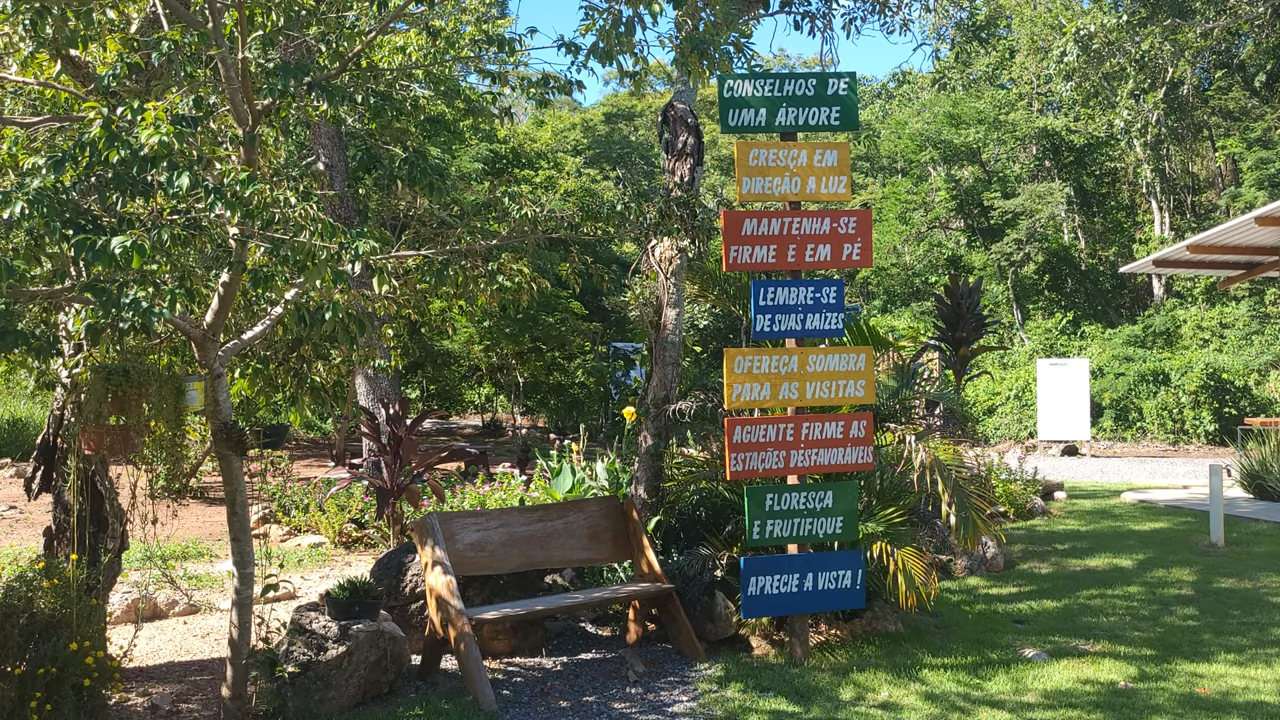 CONSELHOS DE
UMA ÁRVORE
CRESÇA EM
DIREÇÃO A LUZ
MANTENHA-SE
FIRME E EM PÉ
LEMBRE-SE
DE SUAS RAÍZES
OFEREÇA SOMBRA
PARA AS VISITAS
AGUENTE FIRME AS
ESTAÇÕES DESFAVORÁVEIS
FLORESÇA
E FRUTIFIQUE
APRECIE A VISTA !